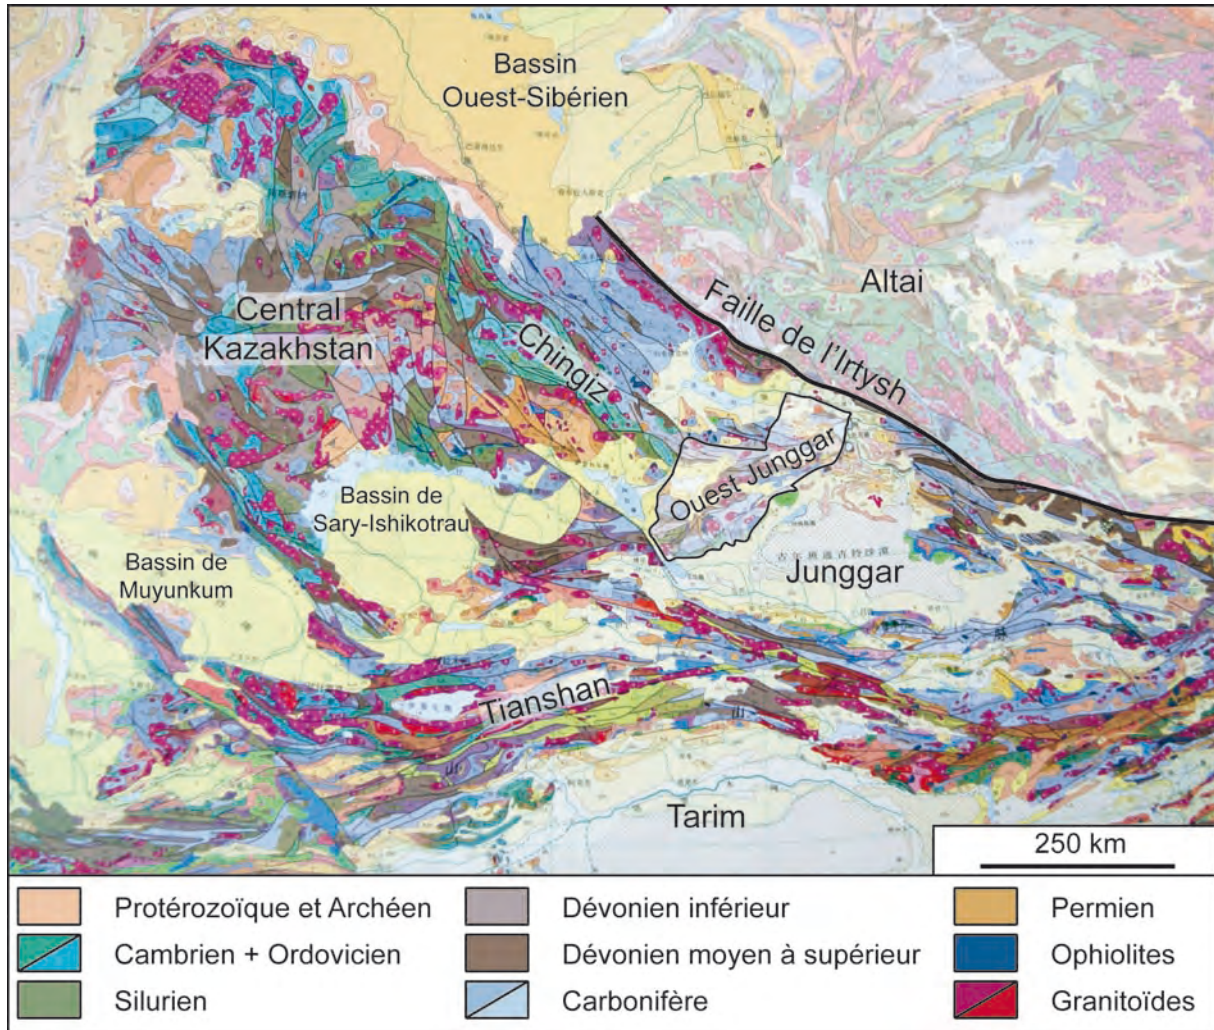 Bassin
Ouest-Sibérien
Altai
Faille de l'Irtysh
Central
Kazakhstan
Chingiz
Ouest Junggar
Bassin de
Sary-Ishikotrau
Bassin de
Muyunkum
Junggar
Tianshan
Tarim
250 km
Protérozoïque et Archéen
Cambrien + Ordovicien
Silurien
Dévonien inférieur
Dévonien moyen à supérieur
Carbonifère
Permien
Ophiolites
Granitoïdes